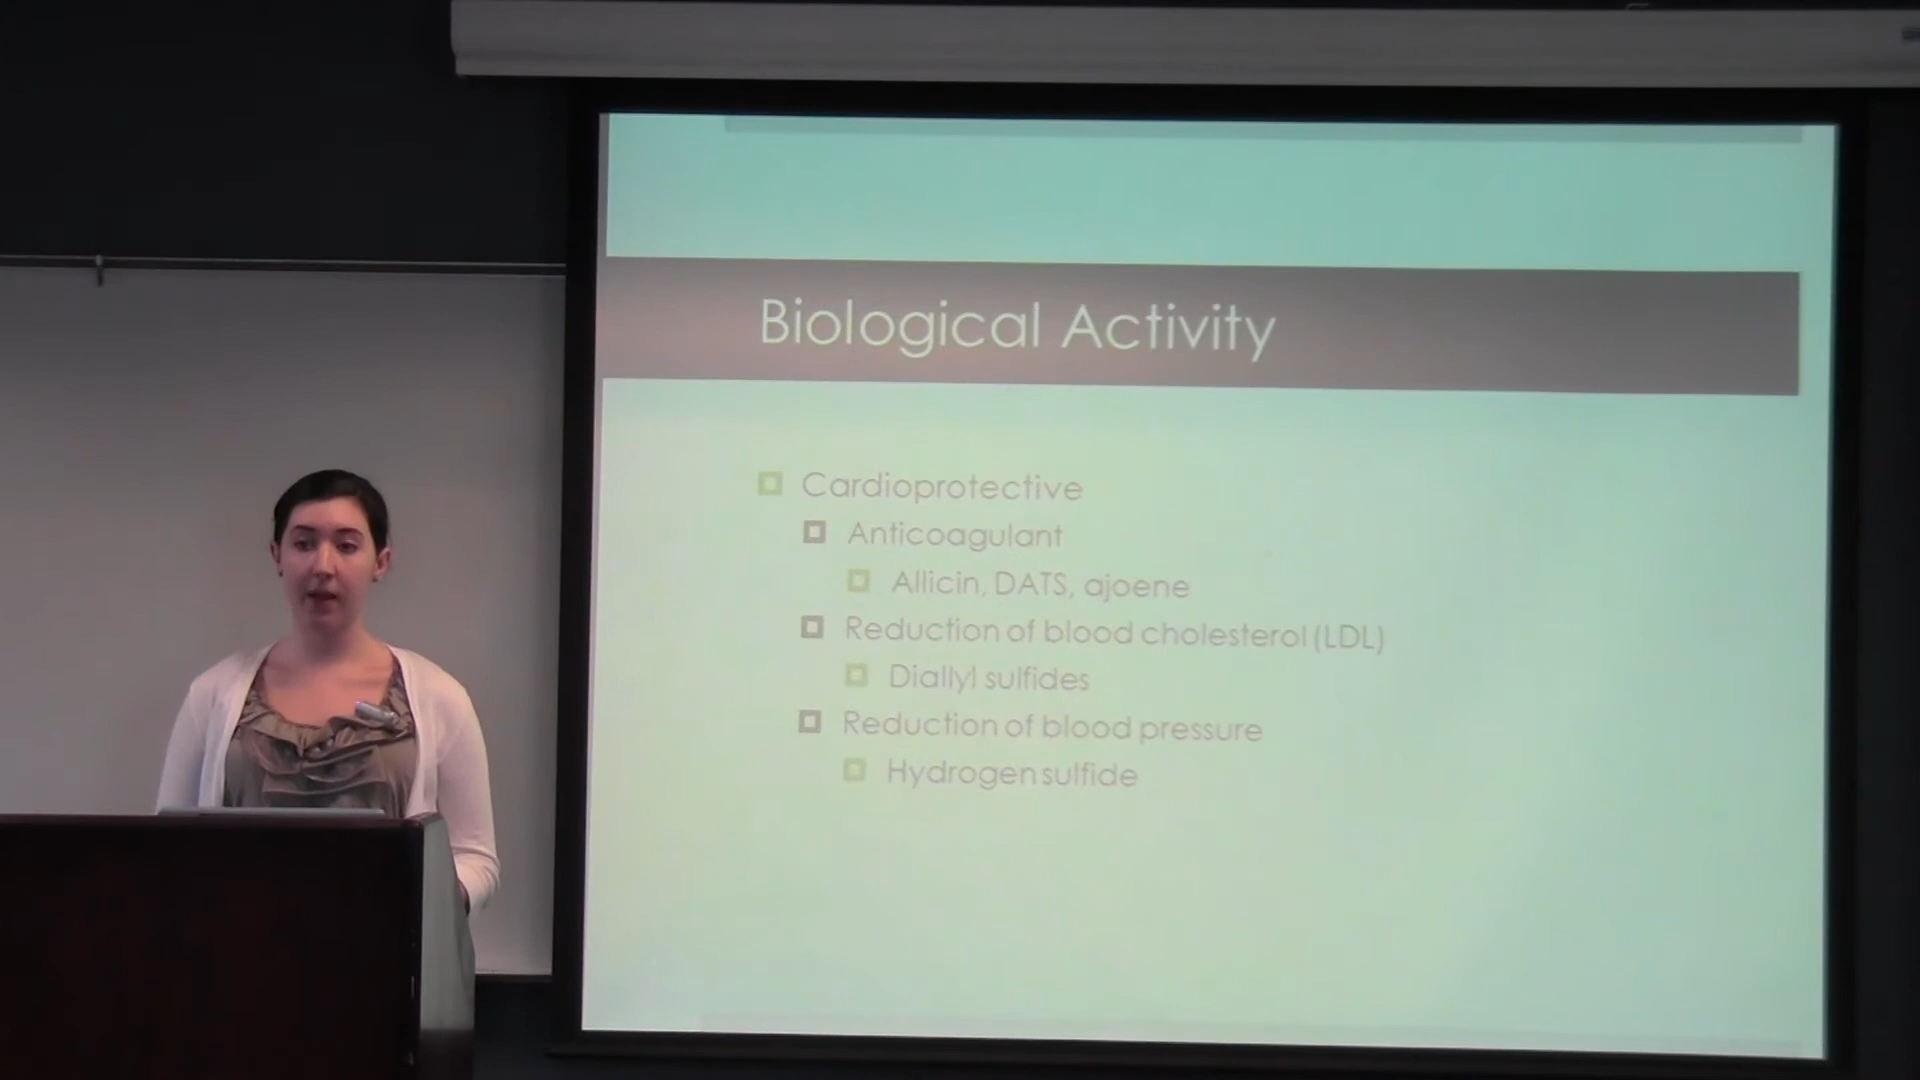 Biological Activity
Cardioprotective
Anticoagulant
Allicin, DATS, ajoene
Reduction of blood cholesterol (LDL)
Diallyl sulfides
Reduction of blood pressure
Hydrogen sulfide